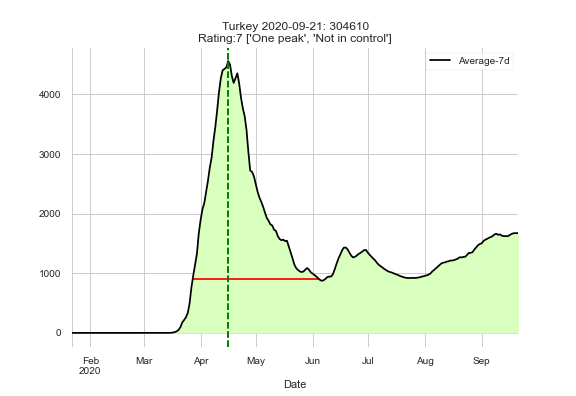 Turkey 2020-09-21: 304610
Rating:7 ['One peak', 'Not in control']
Average-7d
4000
3000
2000
1000
0
Feb Mar Apr May Jun Jul Aug Sep
2020
Date